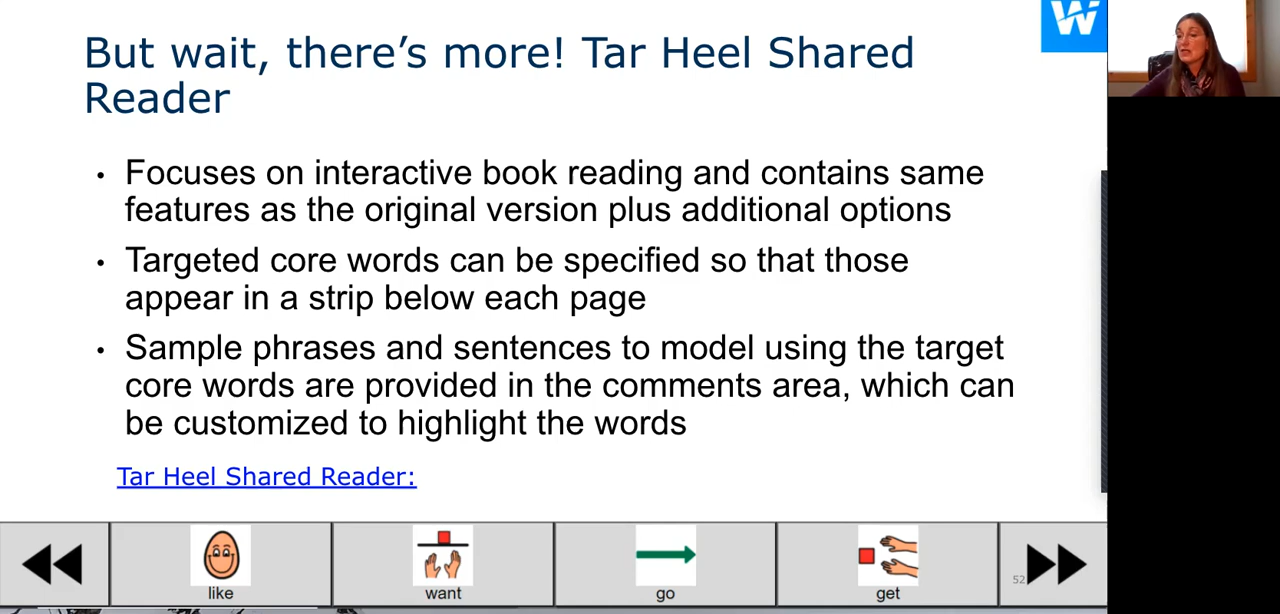 But wait, there's more! Tar Heel Shared
Reader
W
• Focuses on interactive book reading and contains same
features as the original version plus additional options
• Targeted core words can be specified so that those
appear in a strip below each page
• Sample phrases and sentences to model using the target
core words are provided in the comments area, which can
be customized to highlight the words
Tar Heel Shared Reader:
like
want
go
get
52